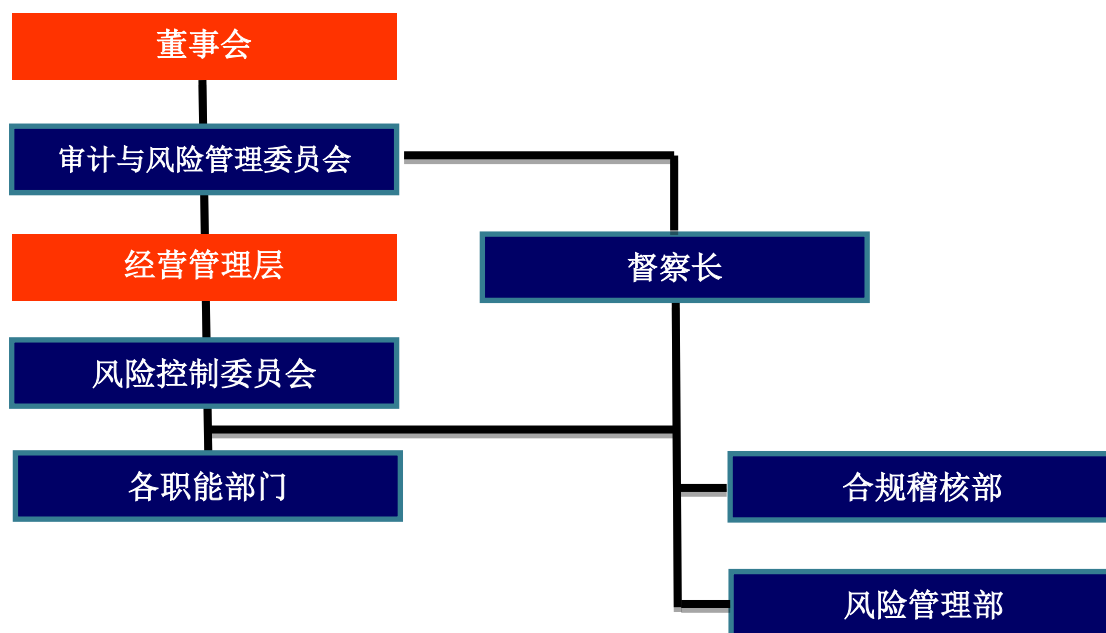 董事会
审计与风险管理委员会
经营管理层
督察长
风险控制委员会
各职能部门
合规稽核部
风险管理部